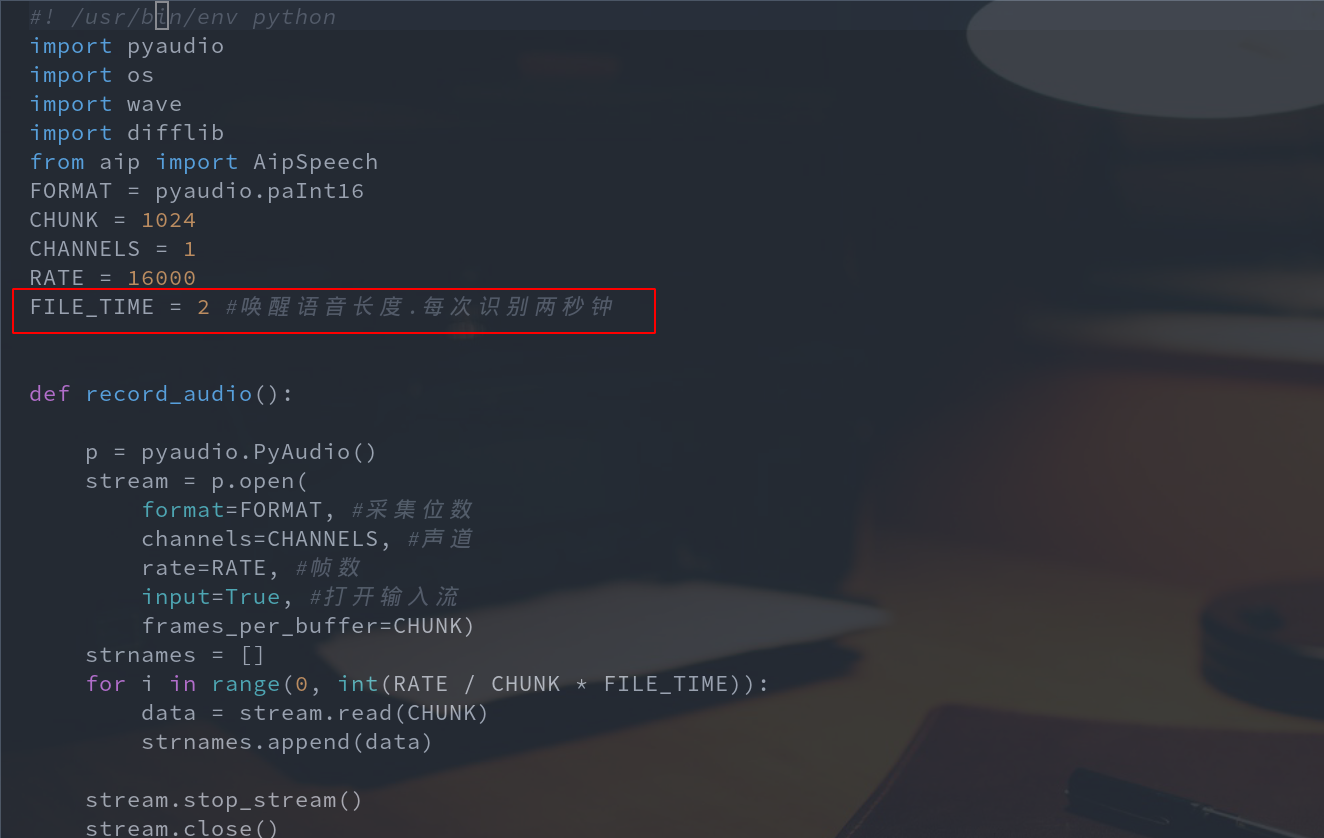 #! /usr/bin/env python
import pyaudio
import os
import wave
import difflib
from aip import AipSpeech
FORMAT = pyaudio.paInt16
CHUNK = 1024
CHANNELS = 1
RATE = 16000
FILE_TIME = 2 #唤醒语音长度.每次识别两秒钟
def record_audio():
p = pyaudio.PyAudio()
stream = p.open(
format=FORMAT, #采集位数
channels=CHANNELS, #声道
rate=RATE, #帧数
input=True, #打开输入流
frames_per_buffer=CHUNK)
strnames = []
for i in range(0, int(RATE / CHUNK * FILE_TIME)):
data = stream.read(CHUNK)
strnames.append(data)
stream.stop_stream()
stream.close()